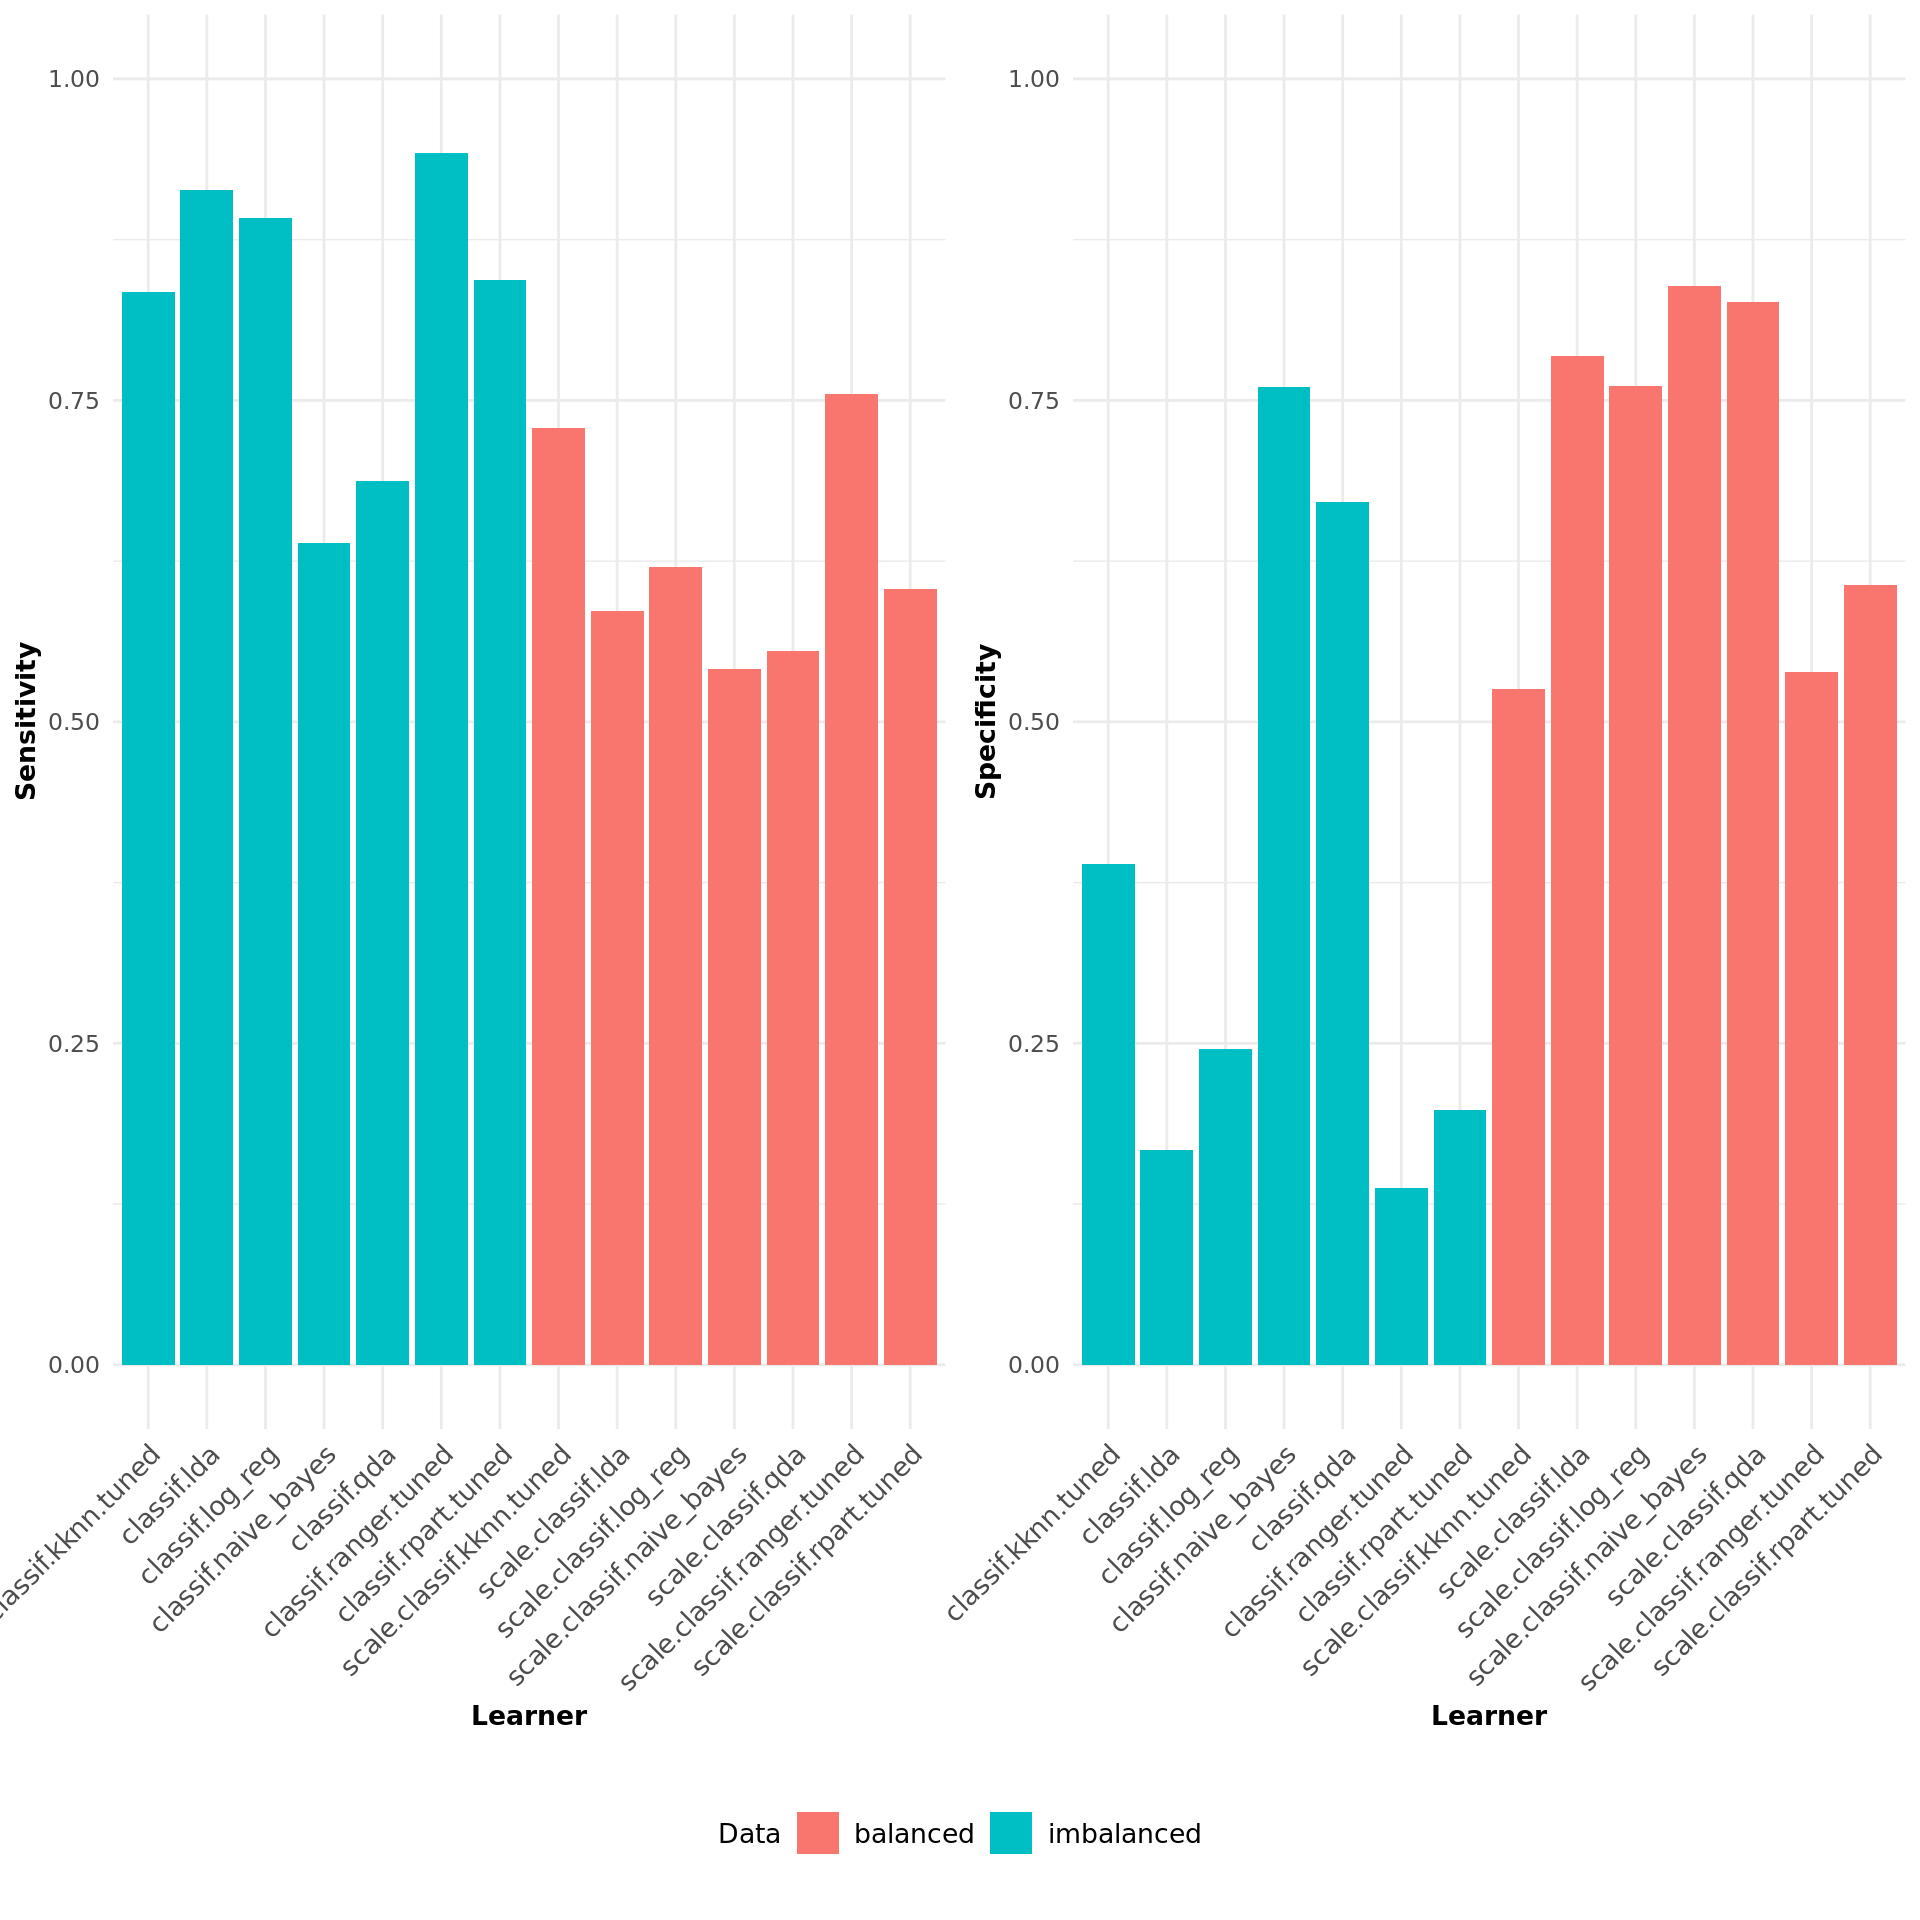 Sensitivity
1.00
0.75
0.50
0.25
0.00
classif.kknn.tuned
classif.lda
classif.log_reg
classif.naive_bayes
classif.qda
classif.ranger.tuned
classif.rpart.tuned
scale.classif.kknn.tuned
scale.classif.lda
scale.classif.log_reg
scale.classif.naive_bayes
scale.classif.qda
scale.classif.ranger.tuned
scale.classif.rpart.tuned
Learner
Specificity
1.00
0.75
0.50
0.25
0.00
classif.kknn.tuned
classif.lda
classif.log_reg
classif.naive_bayes
classif.qda
classif.ranger.tuned
classif.rpart.tuned
scale.classif.kknn.tuned
scale.classif.lda
scale.classif.log_reg
scale.classif.naive_bayes
scale.classif.qda
scale.classif.ranger.tuned
scale.classif.rpart.tuned
Learner
Data balanced imbalanced